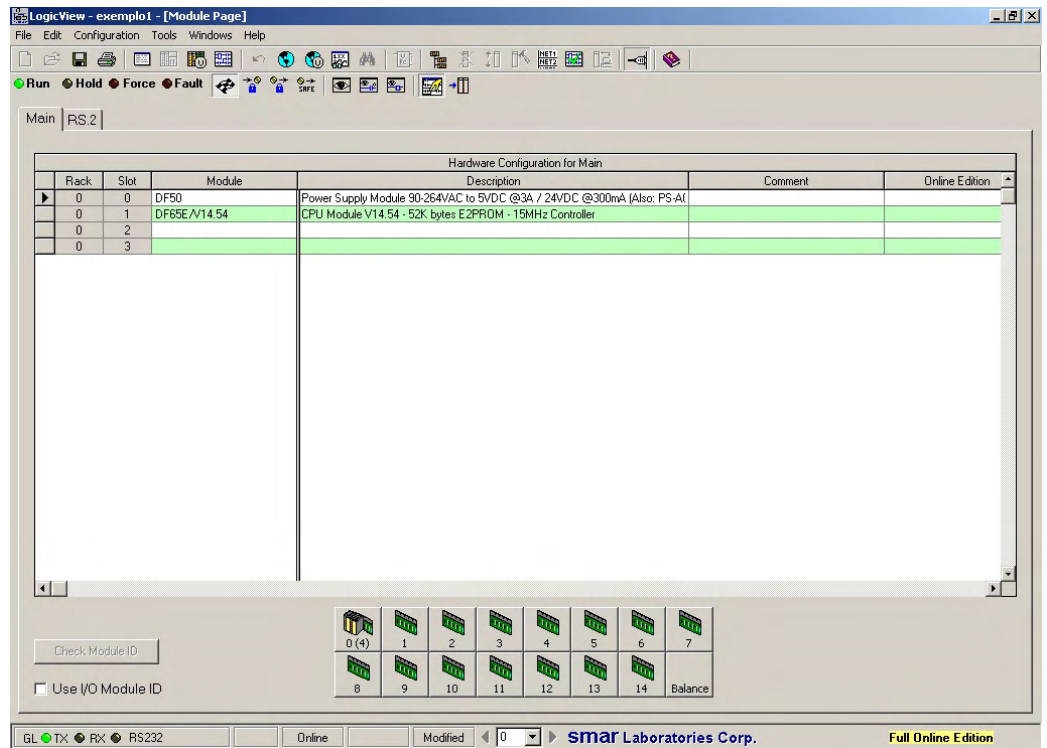 LogicView - exemplo1 - [Module Page]
File Edit Configuration Tools Windows Help
NET1
NET2
Run Hold Force Fault
SAFE
Main RS.2
Hardware Configuration for Main
Rack Slot Module Description Comment Online Edition
0 0 DF50 Power Supply Module 90-264VAC to 5VDC @3A / 24VDC @300mA (Also: PS-A(
0 1 DF65E/V14.54 CPU Module V14.54 - 52K bytes E2PROM - 15MHz Controller
0 2
0 3
0 (4) 1 2 3 4 5 6 7
Check Module ID
8 9 10 11 12 13 14 Balance
Use I/O Module ID
GL TX RX RS232 Online Modified 0 smar Laboratories Corp. Full Online Edition